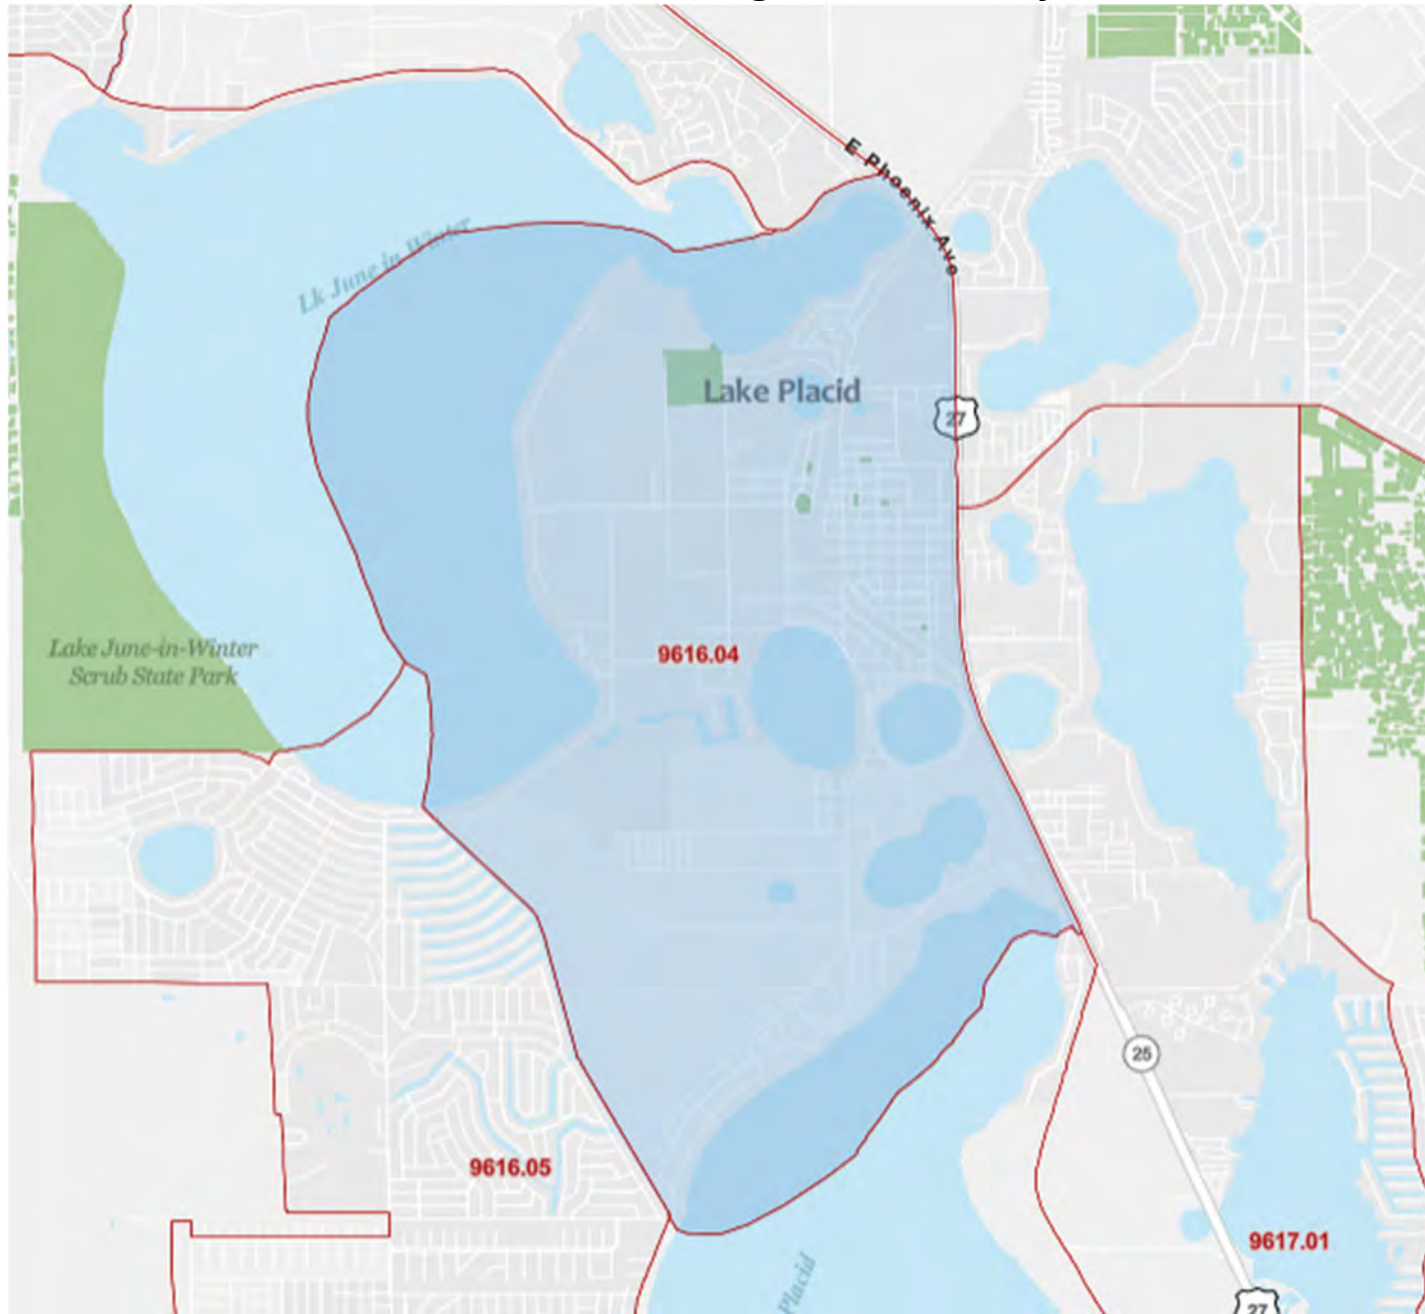 E Phoenix Ave
Lk June in Winter
Lake Placid
27
Lake June-in-Winter
Scrub State Park
9616.04
25
9616.05
9617.01
Placid
27